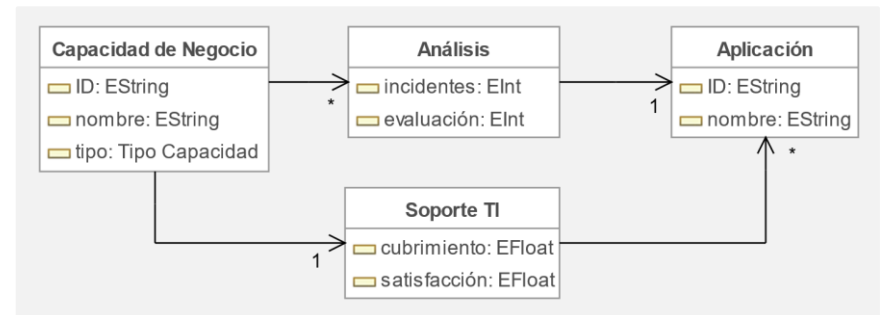 Capacidad de Negocio
ID: EString
nombre: EString
tipo: Tipo Capacidad
*
Análisis
incidentes: EInt
evaluación: EInt
1
Aplicación
ID: EString
nombre: EString
*
1
Soporte TI
cubrimiento: EFloat
satisfacción: EFloat